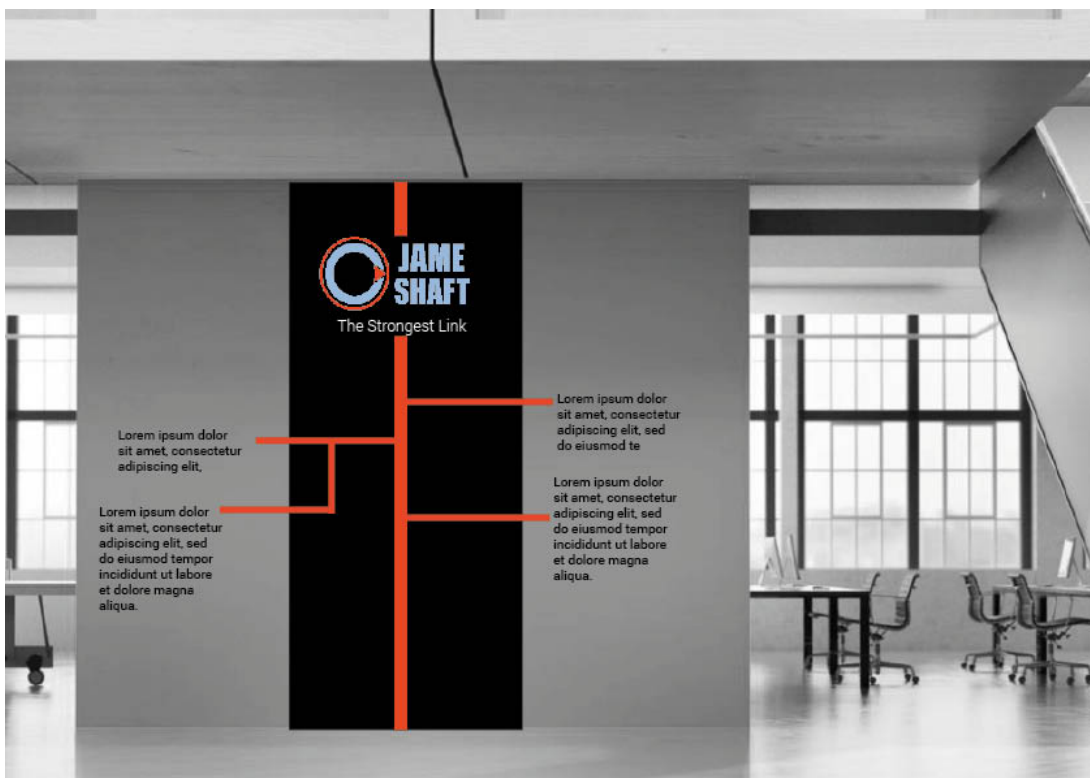 JAME
SHAFT
The Strongest Link
Lorem ipsum dolor
sit amet, consectetur
adipiscing elit, sed
do eiusmod te
Lorem ipsum dolor
sit amet, consectetur
adipiscing elit,
Lorem ipsum dolor
sit amet, consectetur
adipiscing elit, sed
do eiusmod tempor
incididunt ut labore
et dolore magna
aliqua.
Lorem ipsum dolor
sit amet, consectetur
adipiscing elit, sed
do eiusmod tempor
incididunt ut labore
et dolore magna
aliqua.